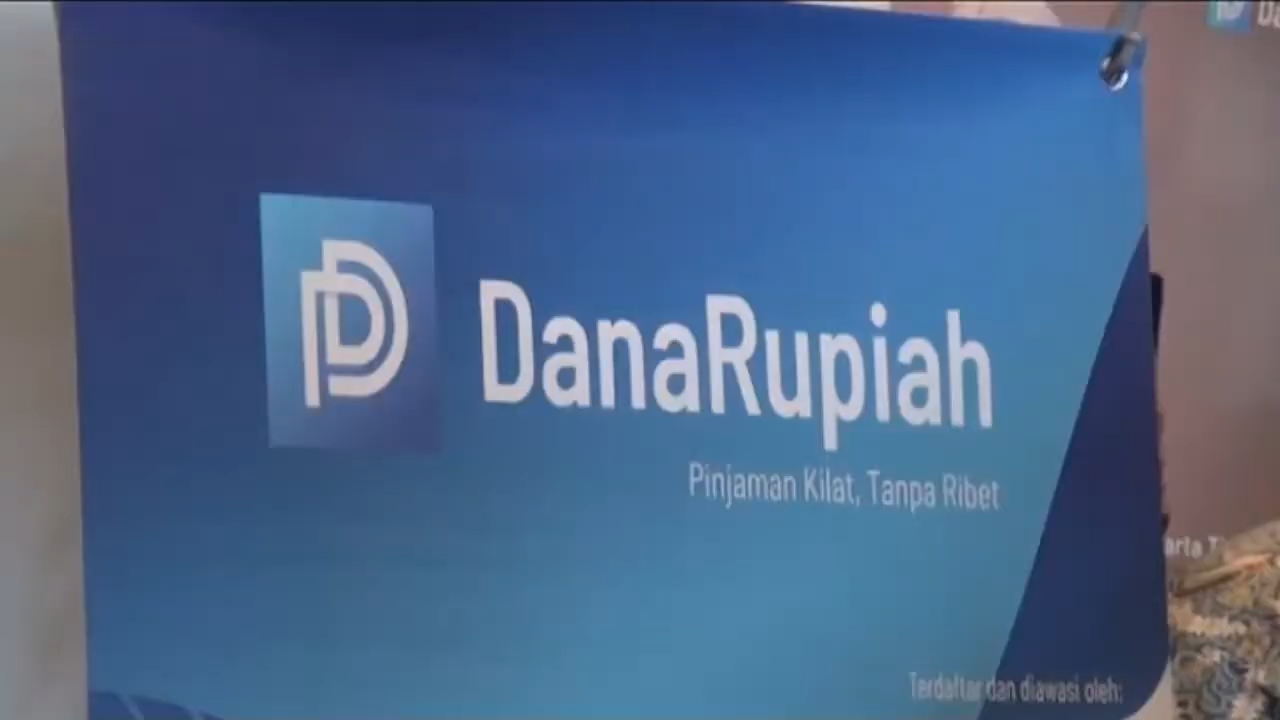 DanaRupiah
Pinjaman Kilat, Tanpa Ribet
Terdaftar dan diawasi oleh: